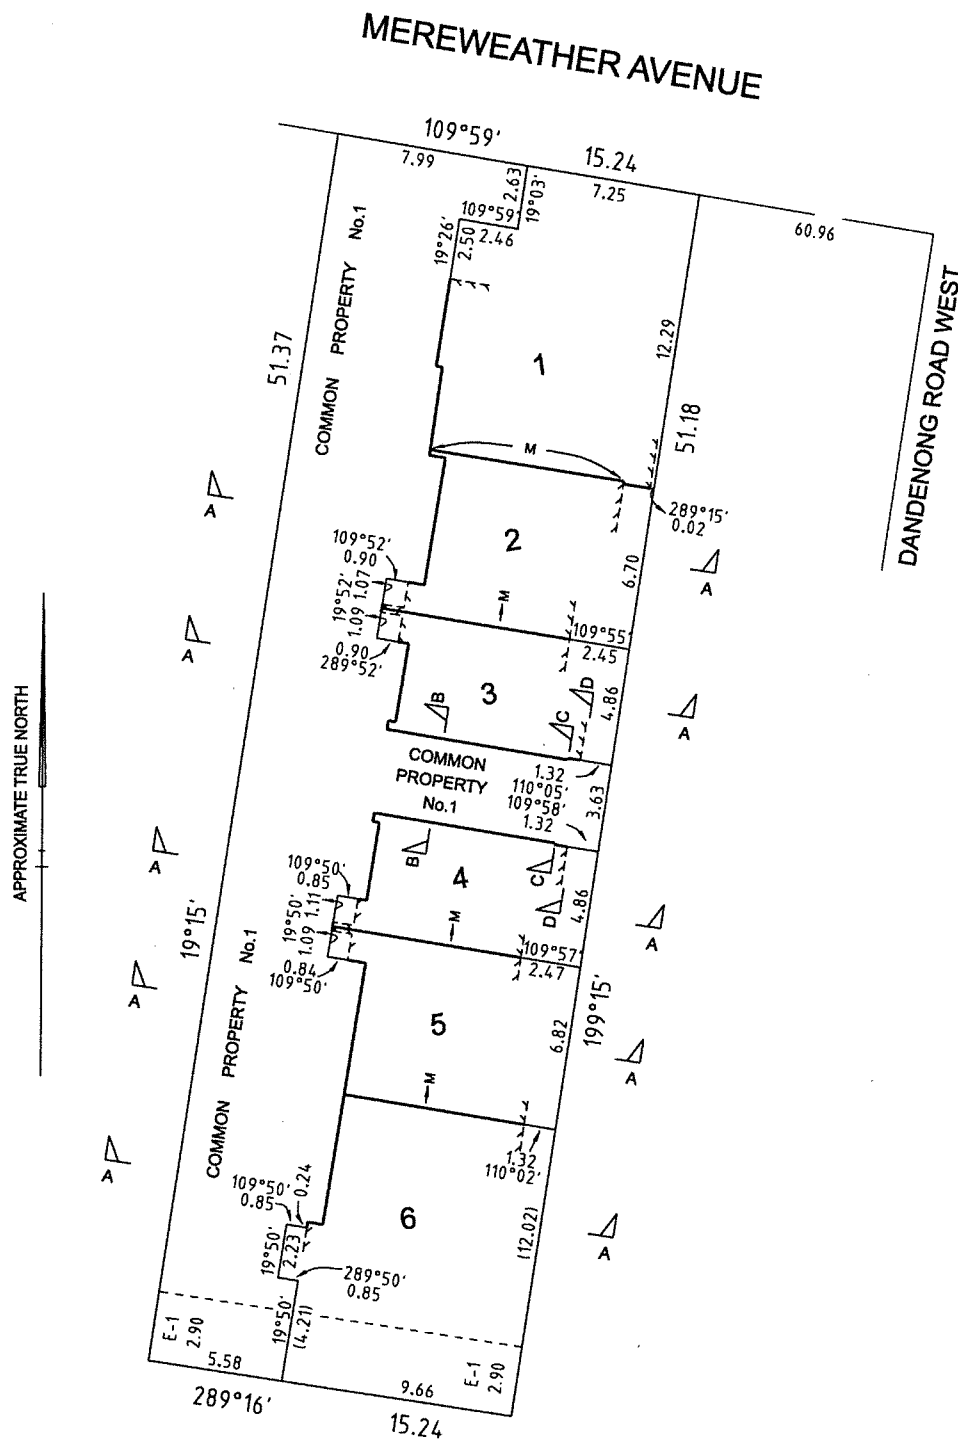 MEREWEATHER AVENUE
109°59'
7.99
15.24
7.25
2.63
19°03'
109°59'
2.46
19°26'
2.50
60.96
DANDENONG ROAD WEST
COMMON PROPERTY No.1
51.37
1
12.29
51.18
M
289°15'
0.02
A
2
109°52'
0.90
19°52'
1.07
1.09
0.90
289°52'
6.70
A
M
109°55'
2.45
A
3
B
C
D
4.86
A
COMMON
PROPERTY
No.1
1.32
110°05'
109°58'
1.32
3.63
APPROXIMATE TRUE NORTH
A
B
C
D
4
109°50'
0.85
19°50'
1.11
1.09
0.84
109°50'
4.86
A
M
109°57'
2.47
19°15'
COMMON PROPERTY No.1
A
5
6.82
199°15'
A
M
1.32
110°02'
A
109°50'
0.85
0.24
6
(12.02)
A
19°50'
2.23
289°50'
0.85
19°50'
(4.21)
E-1
2.90
5.58
9.66
E-1
2.90
289°16'
15.24